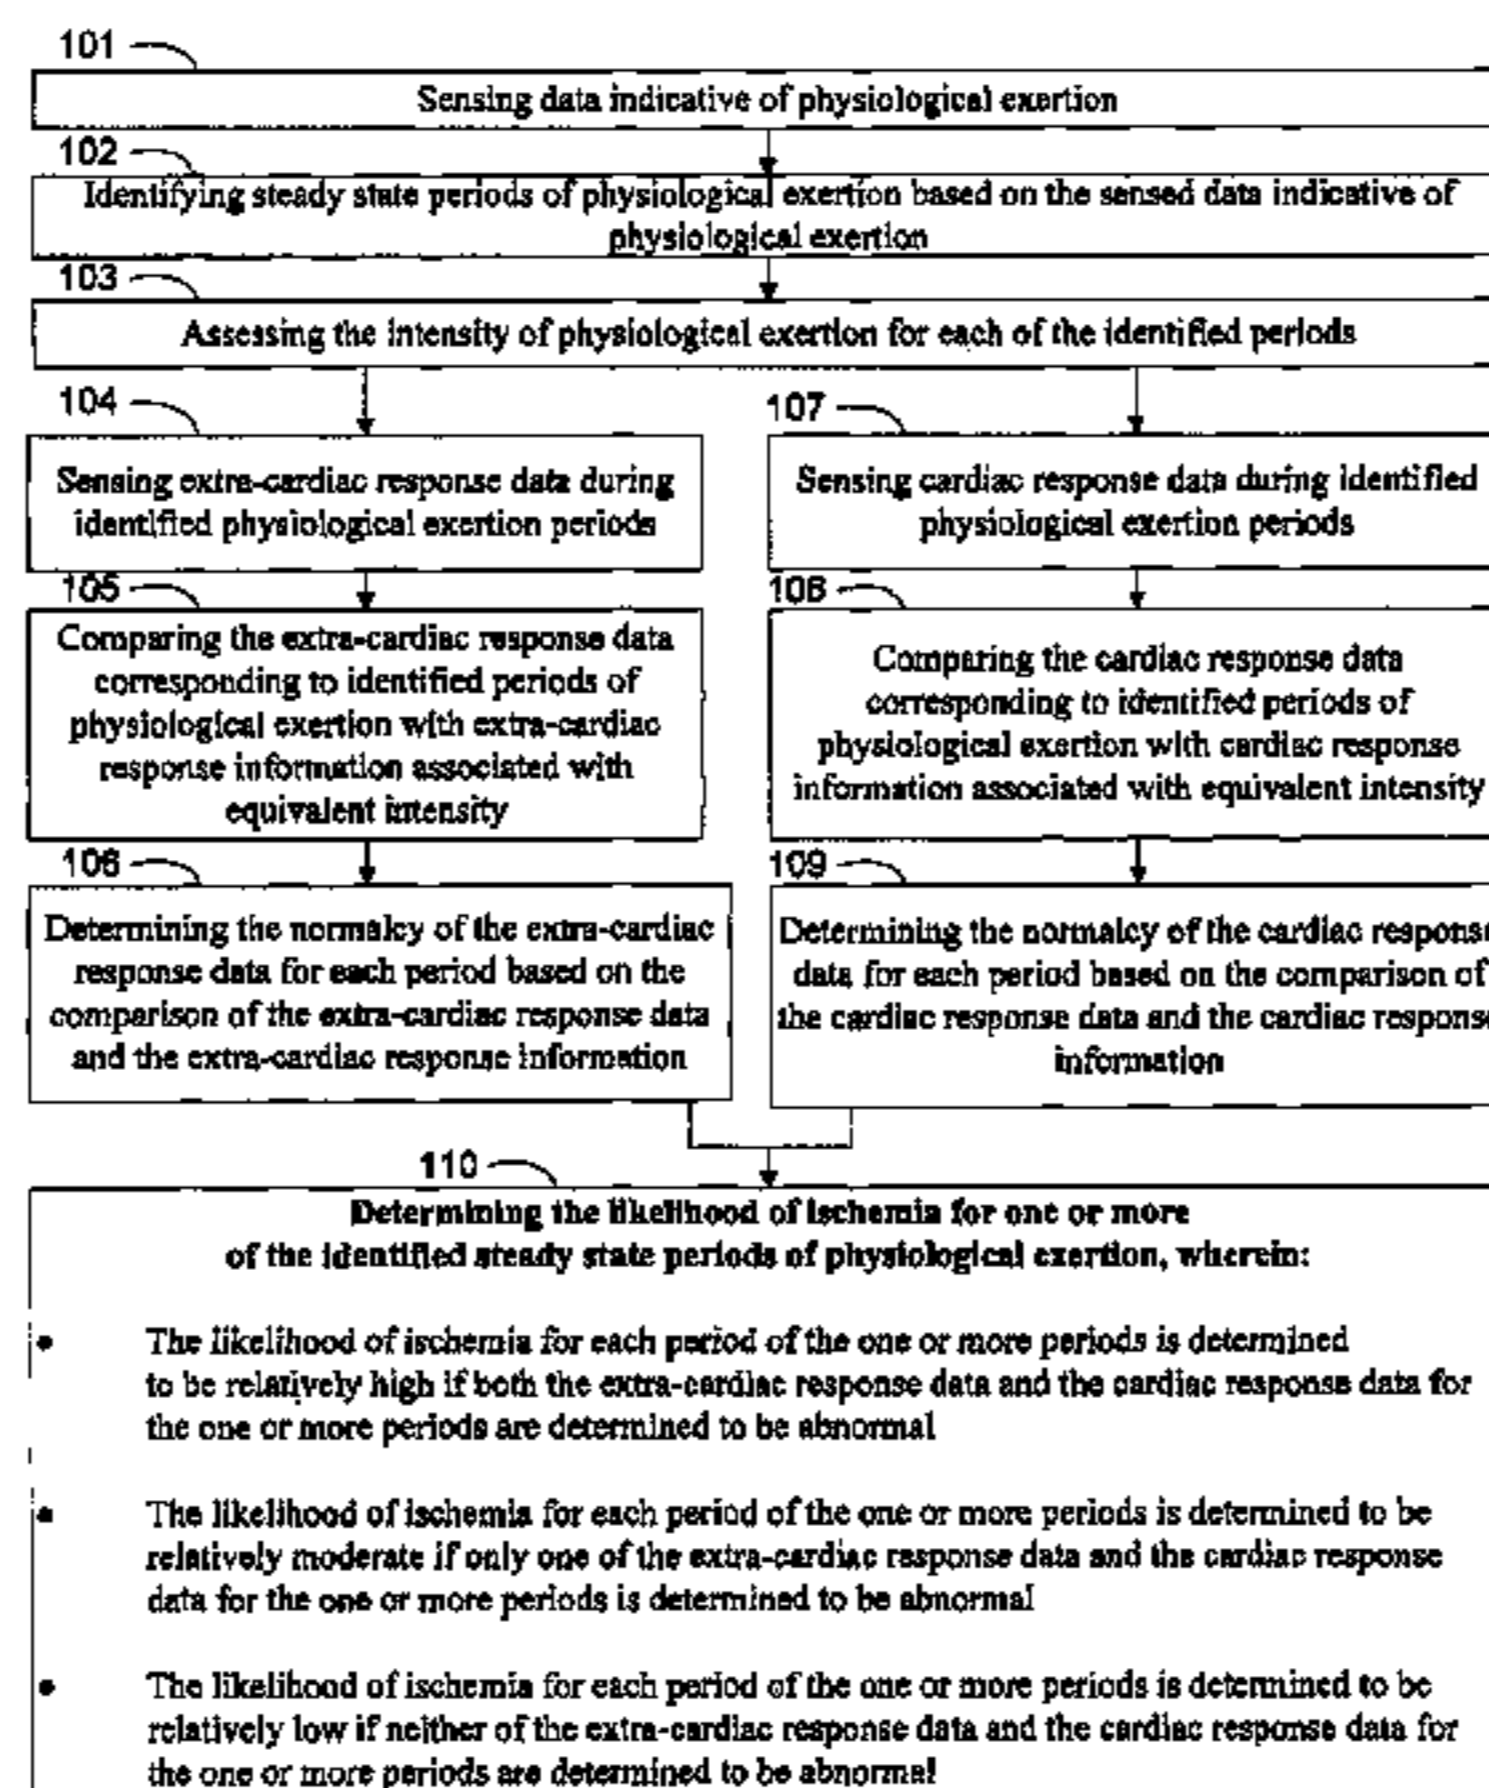 101
Sensing data indicative of physiological exertion
102
Identifying steady state periods of physiological exertion based on the sensed data indicative of
physiological exertion
103
Assessing the intensity of physiological exertion for each of the identified periods
104
Sensing extra-cardiac response data during
identified physiological exertion periods
105
Comparing the extra-cardiac response data
corresponding to identified periods of
physiological exertion with extra-cardiac
response information associated with
equivalent intensity
106
Determining the normalcy of the extra-cardiac
response data for each period based on the
comparison of the extra-cardiac response data
and the extra-cardiac response information
107
Sensing cardiac response data during identified
physiological exertion periods
108
Comparing the cardiac response data
corresponding to identified periods of
physiological exertion with cardiac response
information associated with equivalent intensity
109
Determining the normalcy of the cardiac response
data for each period based on the comparison of
the cardiac response data and the cardiac response
information
110
Determining the likelihood of ischemia for one or more
of the identified steady state periods of physiological exertion, wherein:
• The likelihood of ischemia for each period of the one or more periods is determined
to be relatively high if both the extra-cardiac response data and the cardiac response data for
the one or more periods are determined to be abnormal
• The likelihood of ischemia for each period of the one or more periods is determined to be
relatively moderate if only one of the extra-cardiac response data and the cardiac response
data for the one or more periods is determined to be abnormal
• The likelihood of ischemia for each period of the one or more periods is determined to be
relatively low if neither of the extra-cardiac response data and the cardiac response data for
the one or more periods are determined to be abnormal